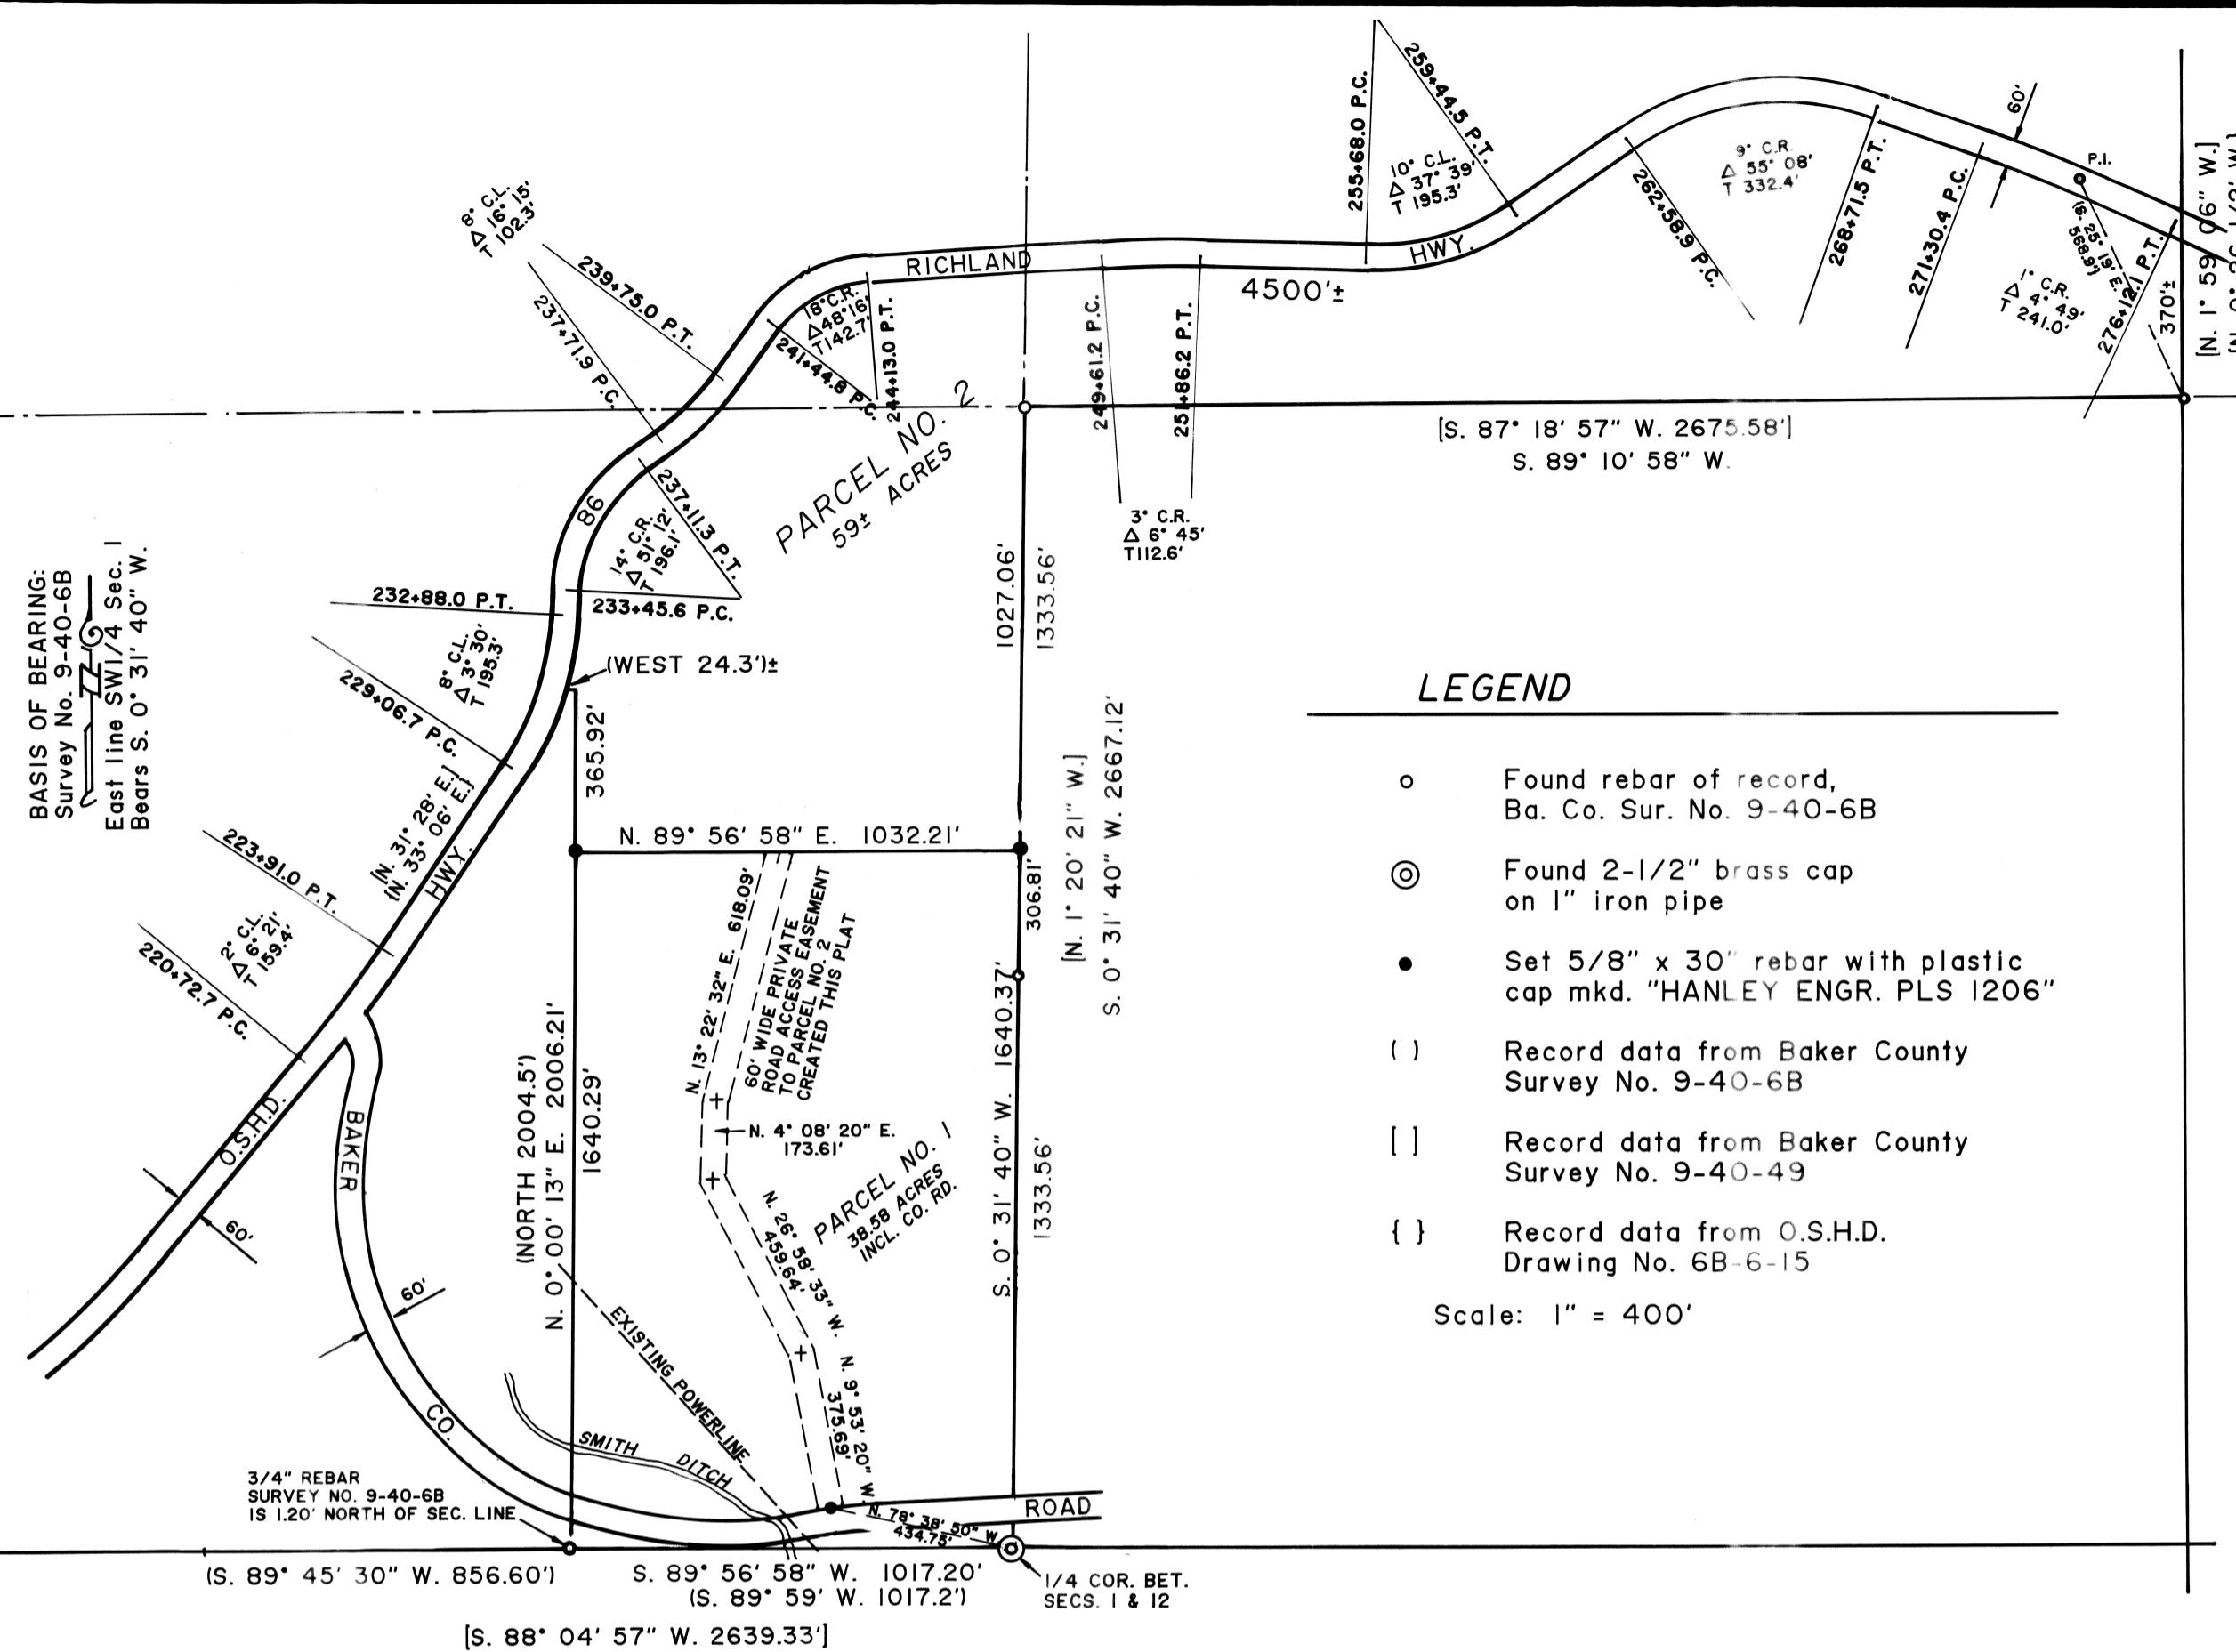 BASIS OF BEARING:
Survey No. 9-40-6B
East line SW1/4 Sec. 1
Bears S. 0° 31' 40" W.
8° C.L.
Δ 16° 15'
T 102.3'
239+75.0 P.T.
237+71.9 P.C.
18° C.R.
Δ 48° 16'
T 142.7'
241+44.8 P.C.
244+13.0 P.T.
RICHLAND
HWY.
4500'±
255+68.0 P.C.
259+44.5 P.T.
10° C.L.
Δ 37° 39'
T 195.3'
262+58.9 P.C.
9° C.R.
Δ 55° 08'
T 332.4'
268+71.5 P.T.
271+30.4 P.C.
60'
P.I.
(S. 25° 19' E.
568.9')
1° C.R.
Δ 4° 49'
T 241.0'
276+12.1 P.T.
370'±
[N. 1° 59' 06" W.]
249+61.2 P.C.
251+86.2 P.T.
3° C.R.
Δ 6° 45'
T112.6'
[S. 87° 18' 57" W. 2675.58']
S. 89° 10' 58" W.
PARCEL NO. 2
59± ACRES
86
237+11.3 P.T.
14° C.R.
Δ 51° 12'
T 196.1'
232+88.0 P.T.
233+45.6 P.C.
8° C.L.
Δ 3° 30'
T 195.3'
229+06.7 P.C.
(WEST 24.3')±
365.92'
1027.06'
1333.56'
[N. 31° 28' E.]
{N. 33° 06' E.}
HWY.
223+91.0 P.T.
2° C.L.
Δ 6° 21'
T 159.4'
220+72.7 P.C.
O.S.H.D.
60'
BAKER
60'
CO.
ROAD
N. 89° 56' 58" E. 1032.21'
N. 13° 22' 32" E. 618.09'
60' WIDE PRIVATE
ROAD ACCESS EASEMENT
TO PARCEL NO. 2
CREATED THIS PLAT
306.81'
[N. 1° 20' 21" W.]
S. 0° 31' 40" W. 2667.12'
(NORTH 2004.5')
N. 0° 00' 13" E. 2006.21'
1640.29'
N. 4° 08' 20" E.
173.61'
PARCEL NO. 1
38.58 ACRES
INCL. CO. RD.
N. 26° 58' 33" W.
459.64'
S. 0° 31' 40" W. 1640.37'
1333.56'
EXISTING POWERLINE
SMITH DITCH
N. 9° 53' 20" W.
375.69'
N. 78° 38' 50" W.
434.75'
3/4" REBAR
SURVEY NO. 9-40-6B
IS 1.20' NORTH OF SEC. LINE
(S. 89° 45' 30" W. 856.60')
S. 89° 56' 58" W. 1017.20'
(S. 89° 59' W. 1017.2')
[S. 88° 04' 57" W. 2639.33']
1/4 COR. BET.
SECS. 1 & 12
LEGEND
Found rebar of record,
Ba. Co. Sur. No. 9-40-6B
Found 2-1/2" brass cap
on 1" iron pipe
Set 5/8" x 30" rebar with plastic
cap mkd. "HANLEY ENGR. PLS 1206"
( ) Record data from Baker County
Survey No. 9-40-6B
[ ] Record data from Baker County
Survey No. 9-40-49
{ } Record data from O.S.H.D.
Drawing No. 6B-6-15
Scale: 1" = 400'